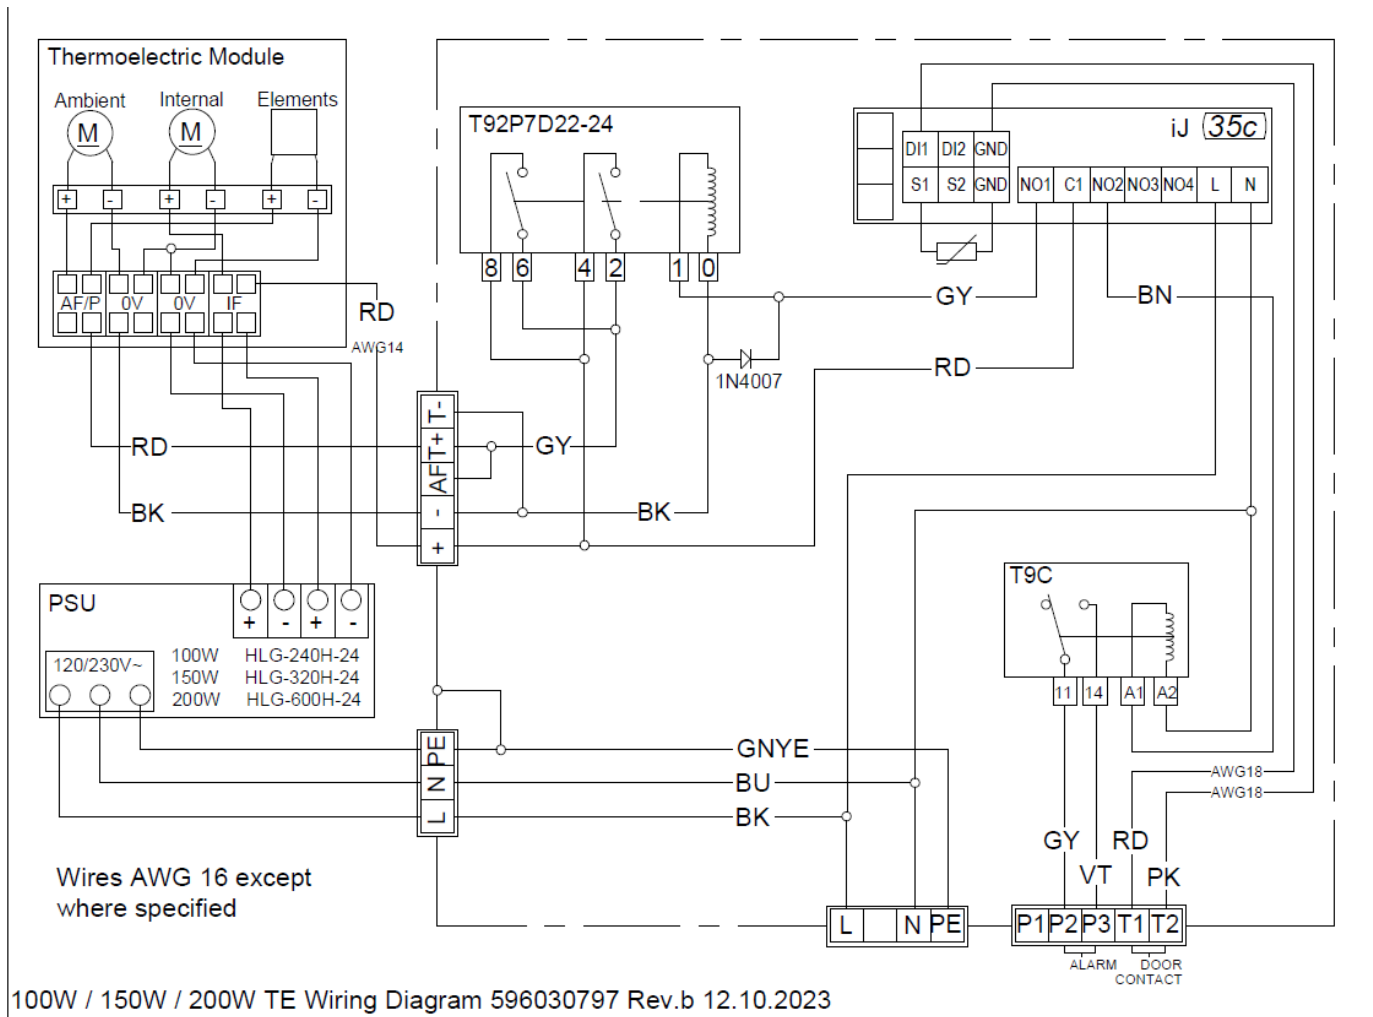 Thermoelectric Module
Ambient Internal Elements
M M
+ - + - + -
AF/P 0V 0V IF
RD
AWG14
T92P7D22-24
8 6 4 2 1 0
1N4007
iJ 35c
DI1 DI2 GND
S1 S2 GND NO1 C1 NO2 NO3 NO4 L N
GY BN
RD
T- T+ AF - +
RD GY
BK BK
PSU
+ - + -
120/230V~
100W HLG-240H-24
150W HLG-320H-24
200W HLG-600H-24
T9C
11 14 A1 A2
PE N L
GNYE
BU
BK
AWG18
AWG18
GY RD
VT PK
Wires AWG 16 except
where specified
L N PE
P1 P2 P3 T1 T2
ALARM DOOR
CONTACT
100W / 150W / 200W TE Wiring Diagram 596030797 Rev.b 12.10.2023